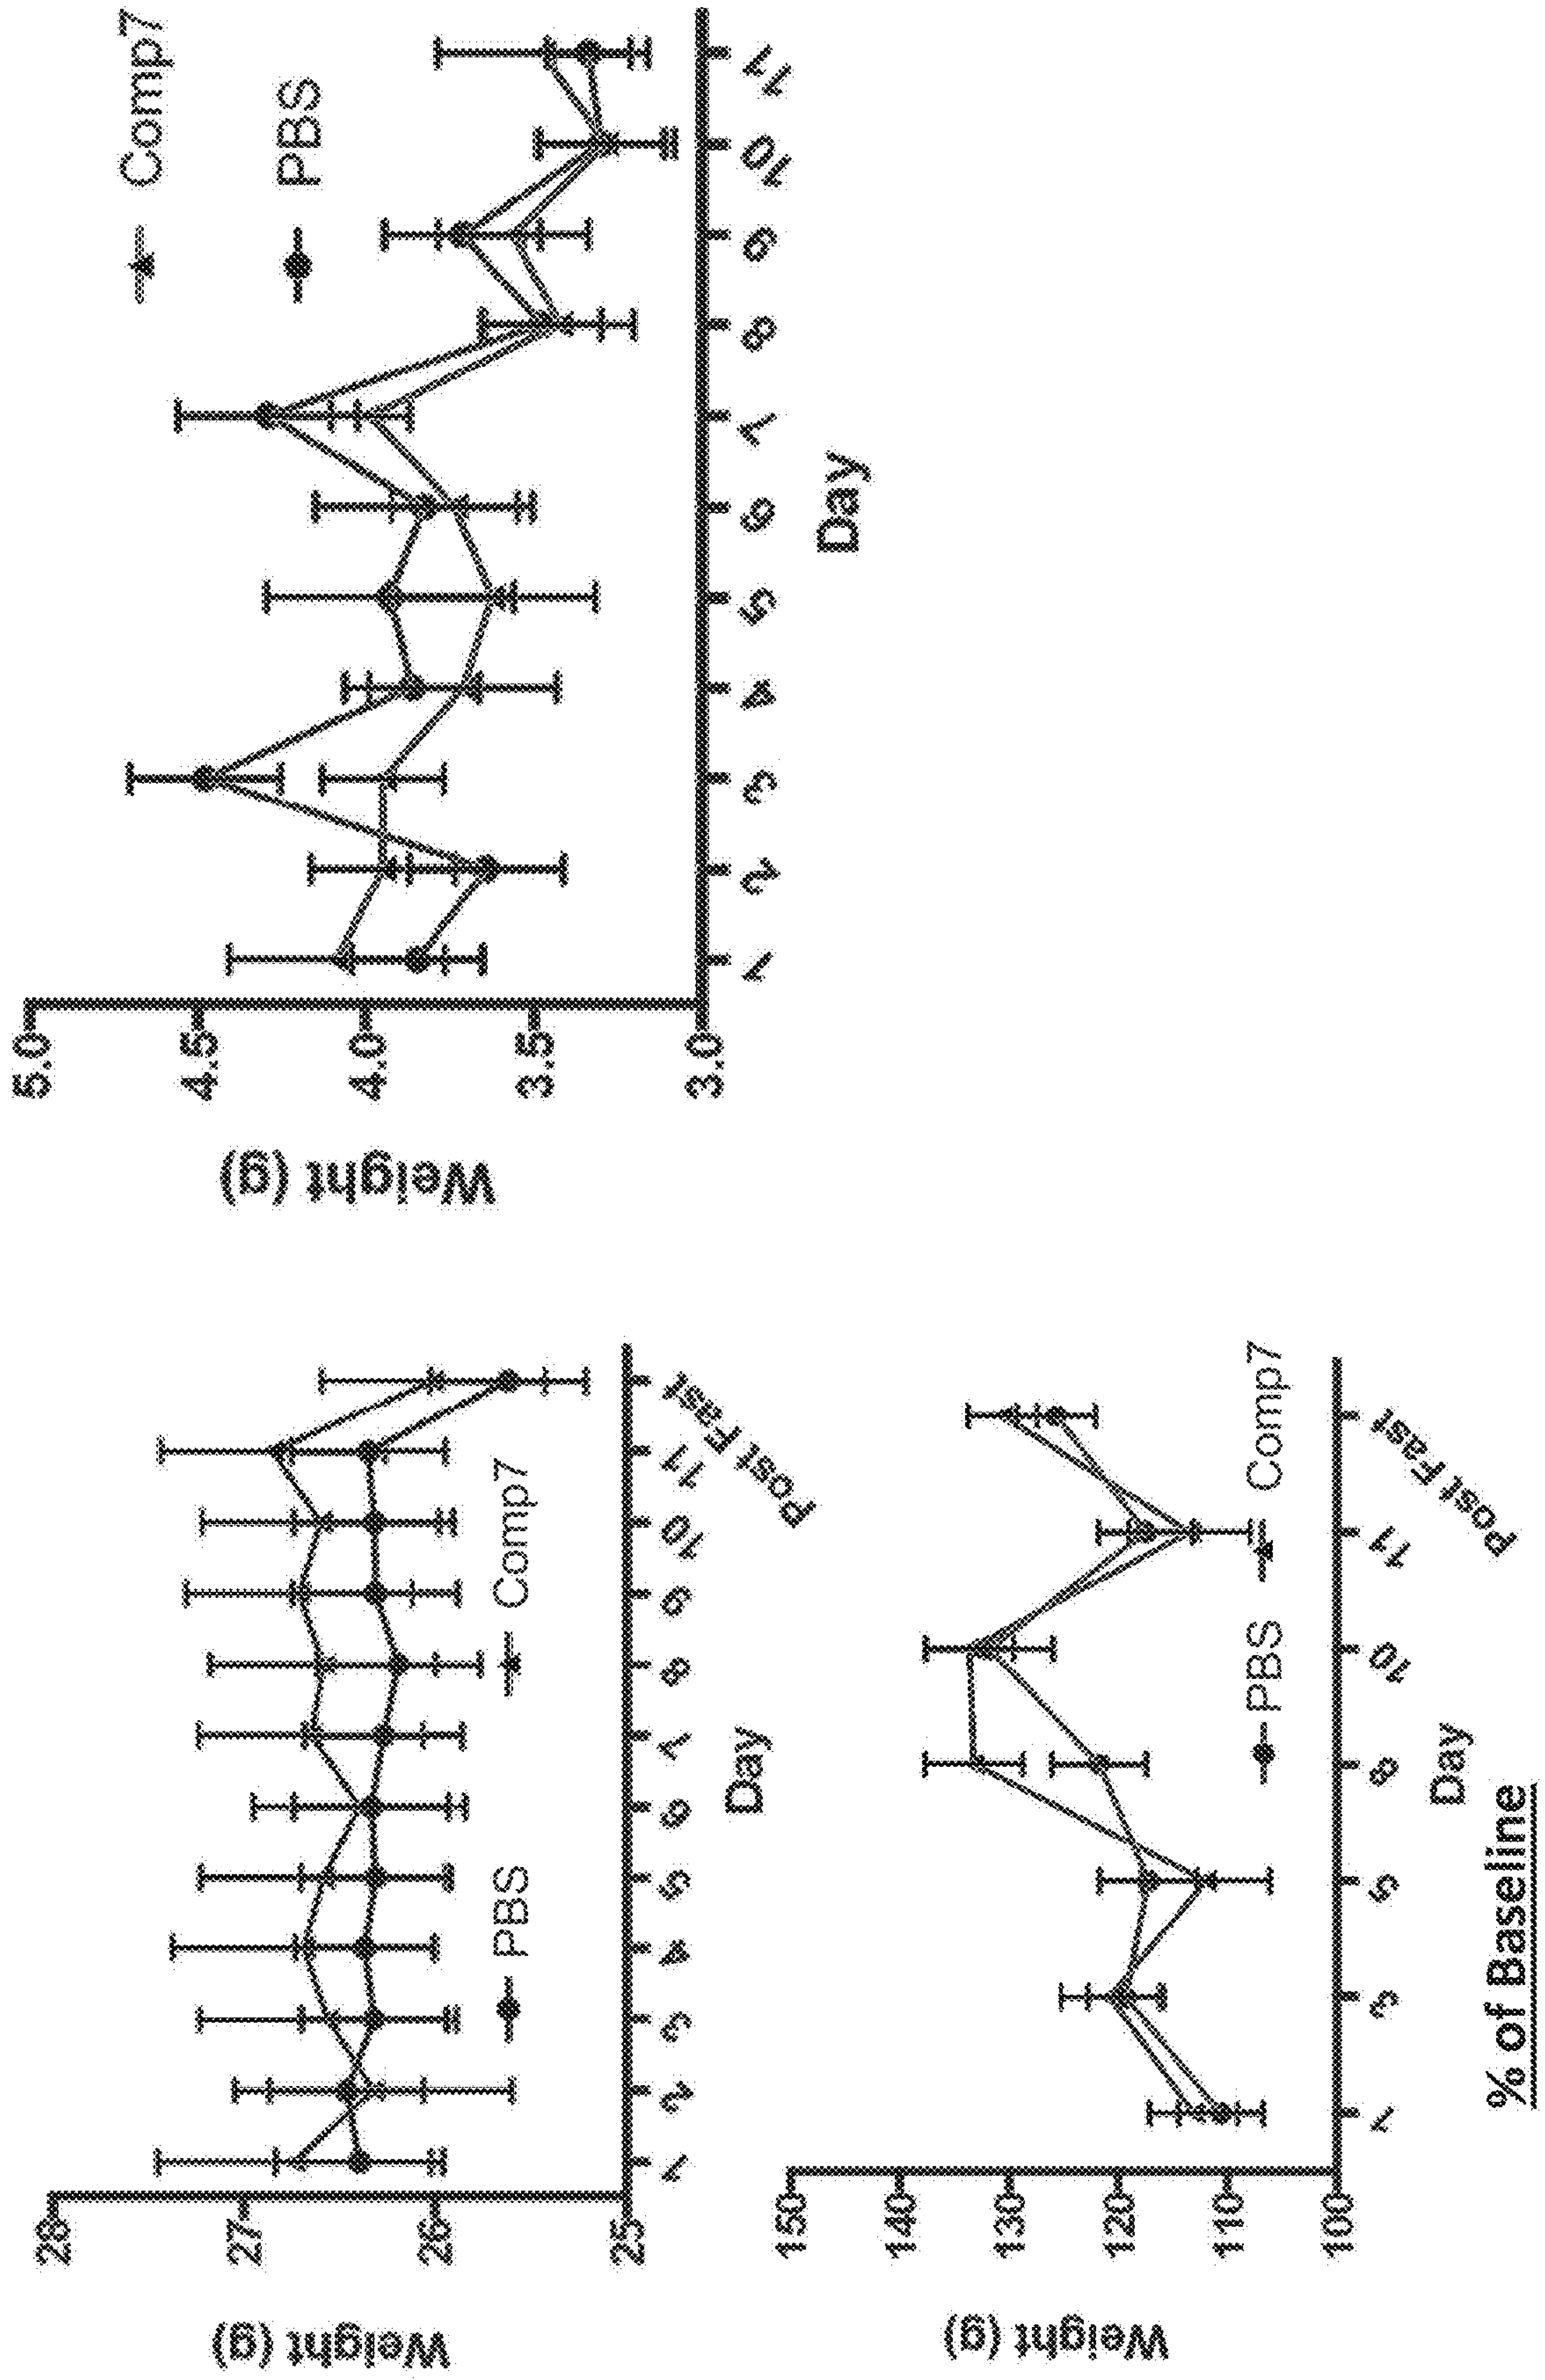 Weight (g)
28
27
26
25
PBS
Comp7
1 2 3 4 5 6 7 8 9 10 11 Post Fast
Day
Weight (g)
5.0
4.5
4.0
3.5
3.0
Comp7
PBS
1 2 3 4 5 6 7 8 9 10 11
Day
Weight (g)
150
140
130
120
110
100
PBS
Comp7
1 3 5 8 10 11 Post Fast
Day
% of Baseline